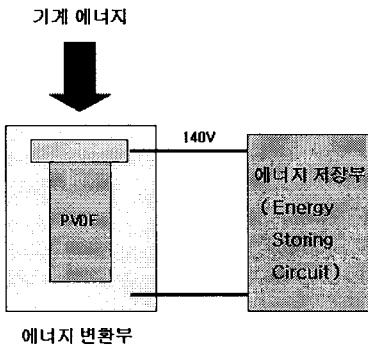 기계 에너지
140V
PVDF
에너지 저장부
(Energy
Storing
Circuit)
에너지 변환부